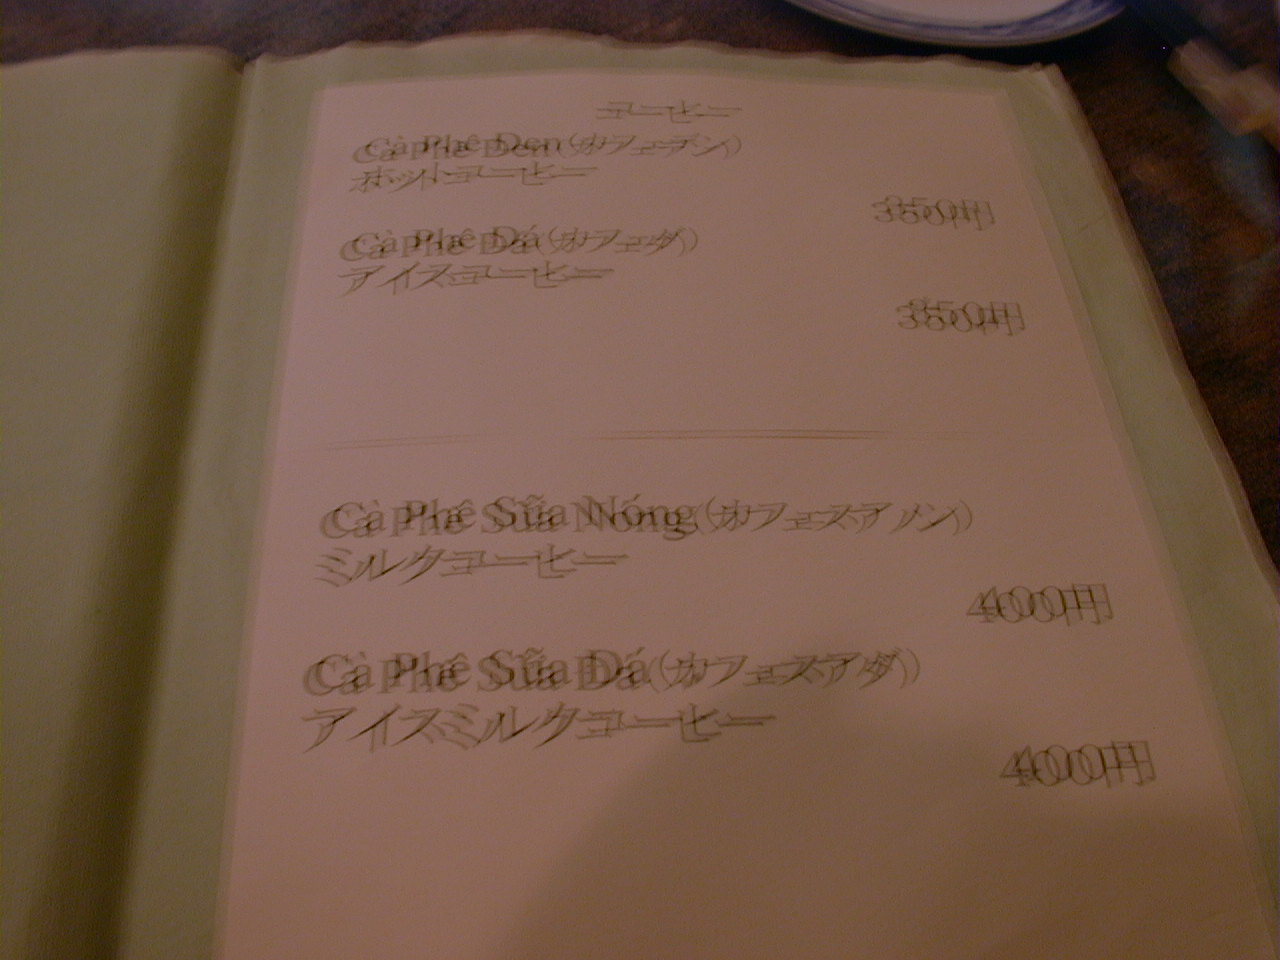 コーヒー
Cà Phê Đen (カフェデン)
ホットコーヒー
350円
Cà Phê Đá (カフェダ)
アイスコーヒー
350円
Cà Phê Sữa Nóng (カフェスアノン)
ミルクコーヒー
400円
Cà Phê Sữa Đá (カフェスアダ)
アイスミルクコーヒー
400円